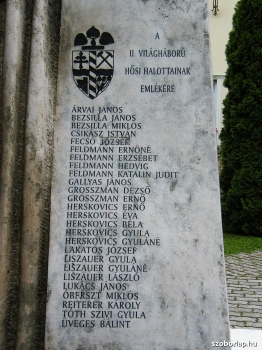 A
II. VILÁGHÁBORÚ
HŐSI HALOTTAINAK
EMLÉKÉRE
ÁRVAI JÁNOS
BEZSILLA JÁNOS
BEZSILLA MIKLÓS
CSIKÁSZ ISTVÁN
FECSÓ JÓZSEF
FELDMANN ERNŐNÉ
FELDMANN ERZSÉBET
FELDMANN HEDVIG
FELDMANN KATALIN JUDIT
GALLYAS JÁNOS
GROSSZMAN DEZSŐ
GROSSZMAN ERNŐ
HERSKOVICS ERNŐ
HERSKOVICS ÉVA
HERSKOVICS BÉLA
HERSKOVICS GYULA
HERSKOVICS GYULÁNÉ
LAKATOS JÓZSEF
LISZAUER GYULA
LISZAUER GYULÁNÉ
LISZAUER LÁSZLÓ
LUKÁCS JÁNOS
ÓBERSZT MIKLÓS
REITERER KÁROLY
TÓTH SZIVI GYULA
ÜVEGES BÁLINT
szoborlap.hu